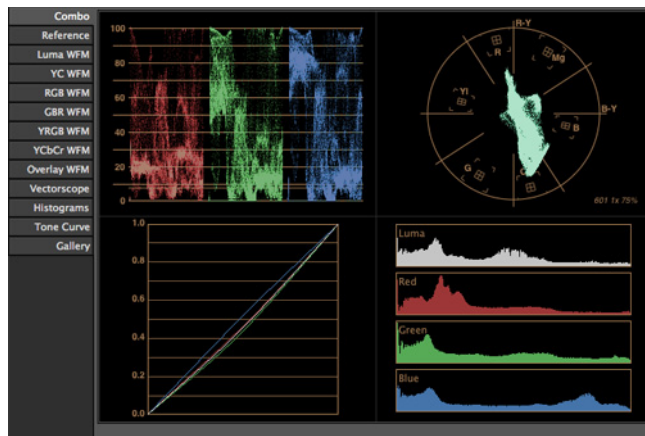 Combo
Reference
Luma WFM
YC WFM
RGB WFM
GBR WFM
YRGB WFM
YCbCr WFM
Overlay WFM
Vectorscope
Histograms
Tone Curve
Gallery
100
80
60
40
20
0
R-Y
R
Mg
Yl
B-Y
B
G
C
601 1x 75%
1.0
0.8
0.6
0.4
0.2
0.0
Luma
Red
Green
Blue